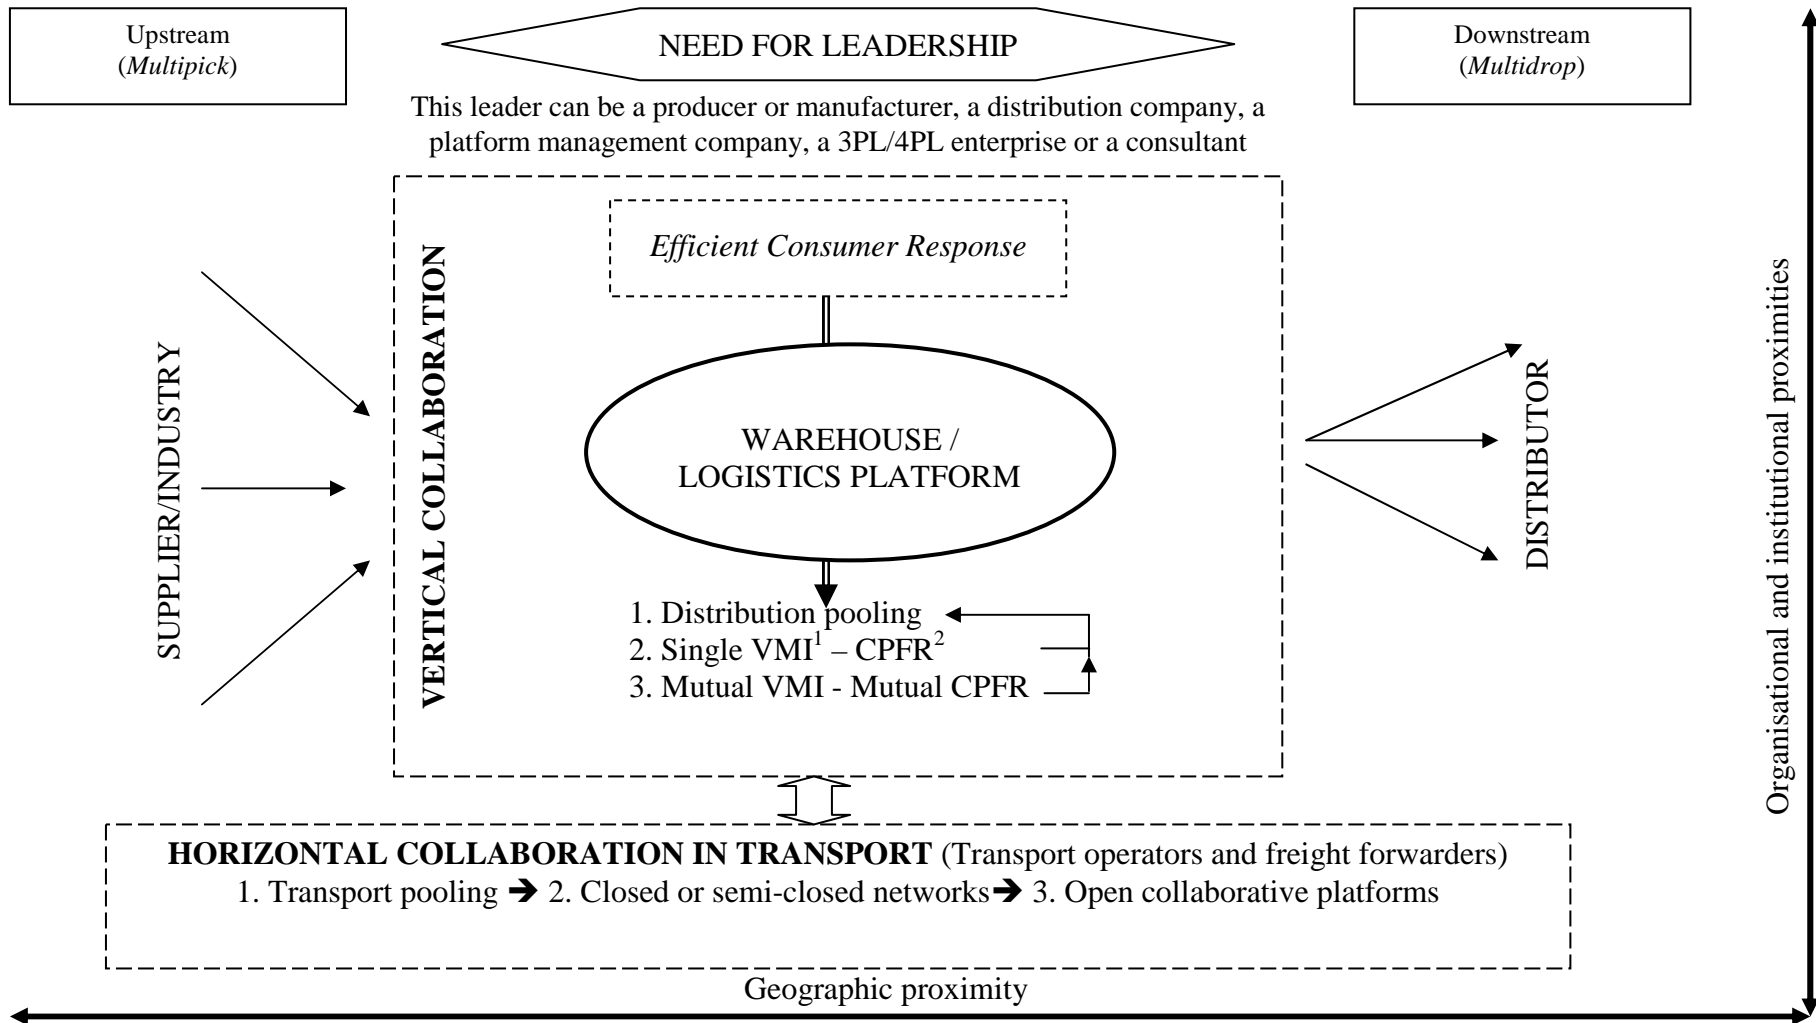 Upstream
(Multipick)
NEED FOR LEADERSHIP
Downstream
(Multidrop)
This leader can be a producer or manufacturer, a distribution company, a
platform management company, a 3PL/4PL enterprise or a consultant
SUPPLIER/INDUSTRY
VERTICAL COLLABORATION
Efficient Consumer Response
WAREHOUSE /
LOGISTICS PLATFORM
1. Distribution pooling
2. Single VMI¹ – CPFR²
3. Mutual VMI - Mutual CPFR
DISTRIBUTOR
Organisational and institutional proximities
HORIZONTAL COLLABORATION IN TRANSPORT (Transport operators and freight forwarders)
1. Transport pooling ➔ 2. Closed or semi-closed networks➔ 3. Open collaborative platforms
Geographic proximity